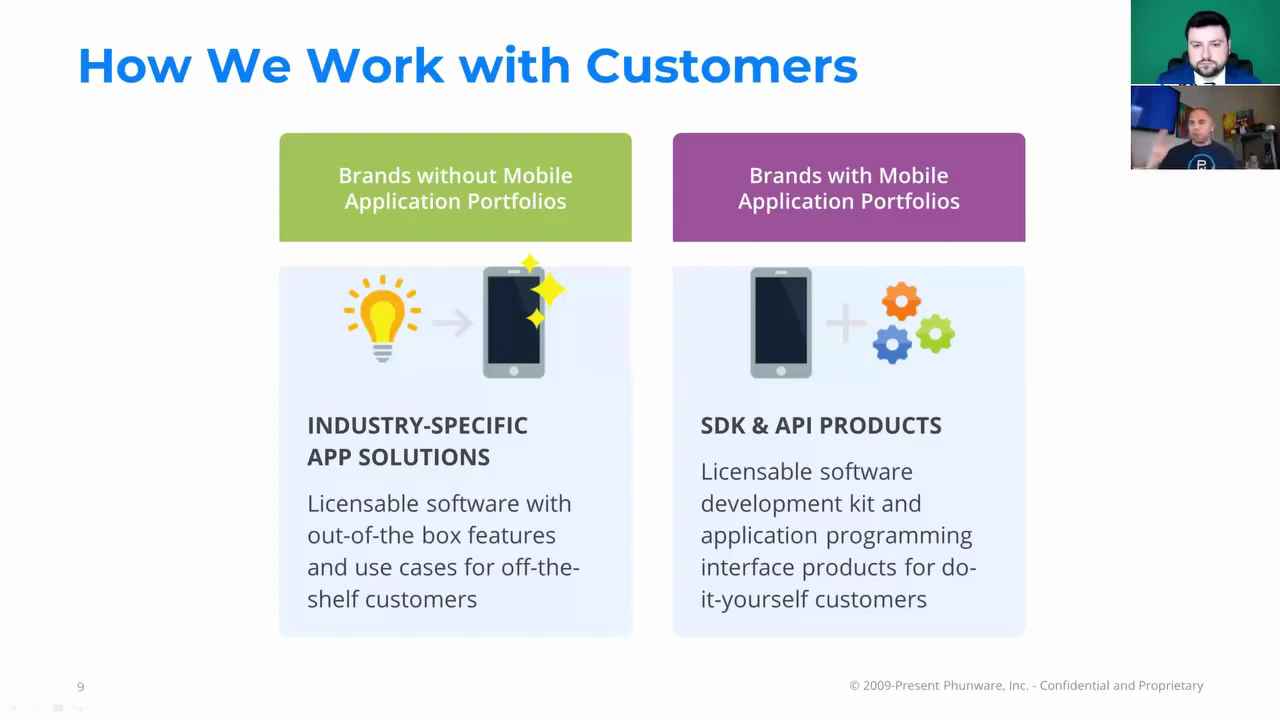 How We Work with Customers
Brands without Mobile
Application Portfolios
Brands with Mobile
Application Portfolios
INDUSTRY-SPECIFIC
APP SOLUTIONS
Licensable software with
out-of-the box features
and use cases for off-the-
shelf customers
SDK & API PRODUCTS
Licensable software
development kit and
application programming
interface products for do-
it-yourself customers
9
© 2009-Present Phunware, Inc. - Confidential and Proprietary